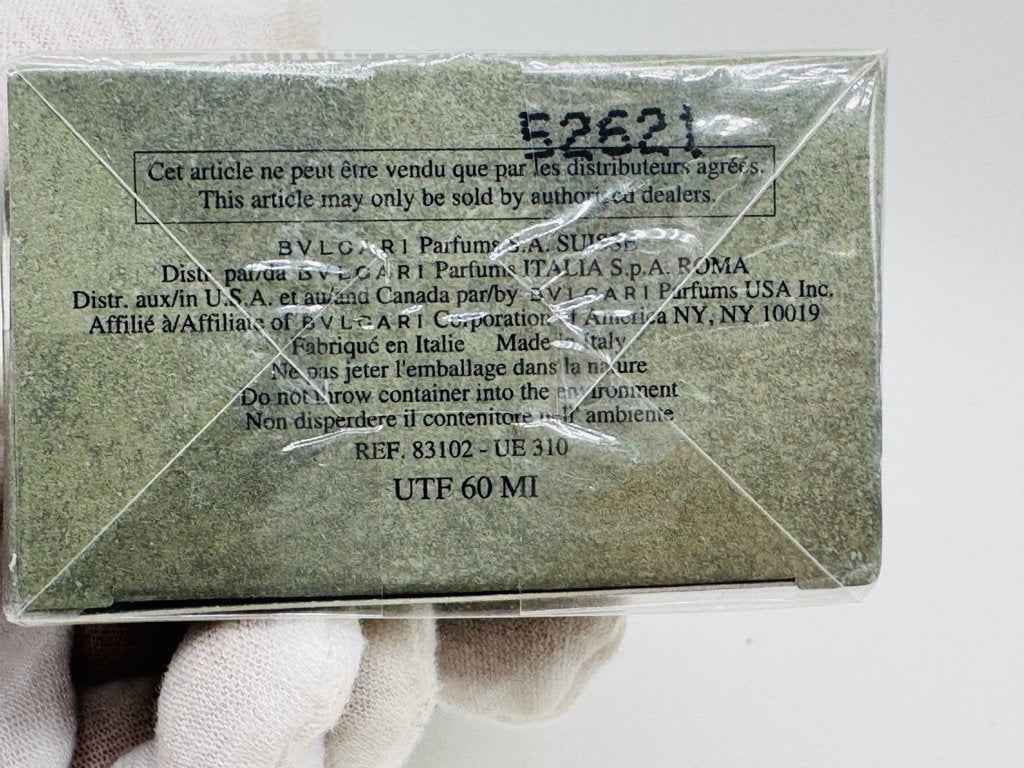 52621
Cet article ne peut être vendu que par les distributeurs agréés.
This article may only be sold by authorized dealers.
BVLGARI Parfums S.A. SUISSE
Distr. par/da BVLGARI Parfums ITALIA S.p.A. ROMA
Distr. aux/in U.S.A. et au/and Canada par/by BVLGARI Parfums USA Inc.
Affilié à/Affiliate of BVLGARI Corporation of America NY, NY 10019
Fabriqué en Italie Made in Italy
Ne pas jeter l'emballage dans la nature
Do not throw container into the environment
Non disperdere il contenitore nell' ambiente
REF. 83102 - UE 310
UTF 60 MI